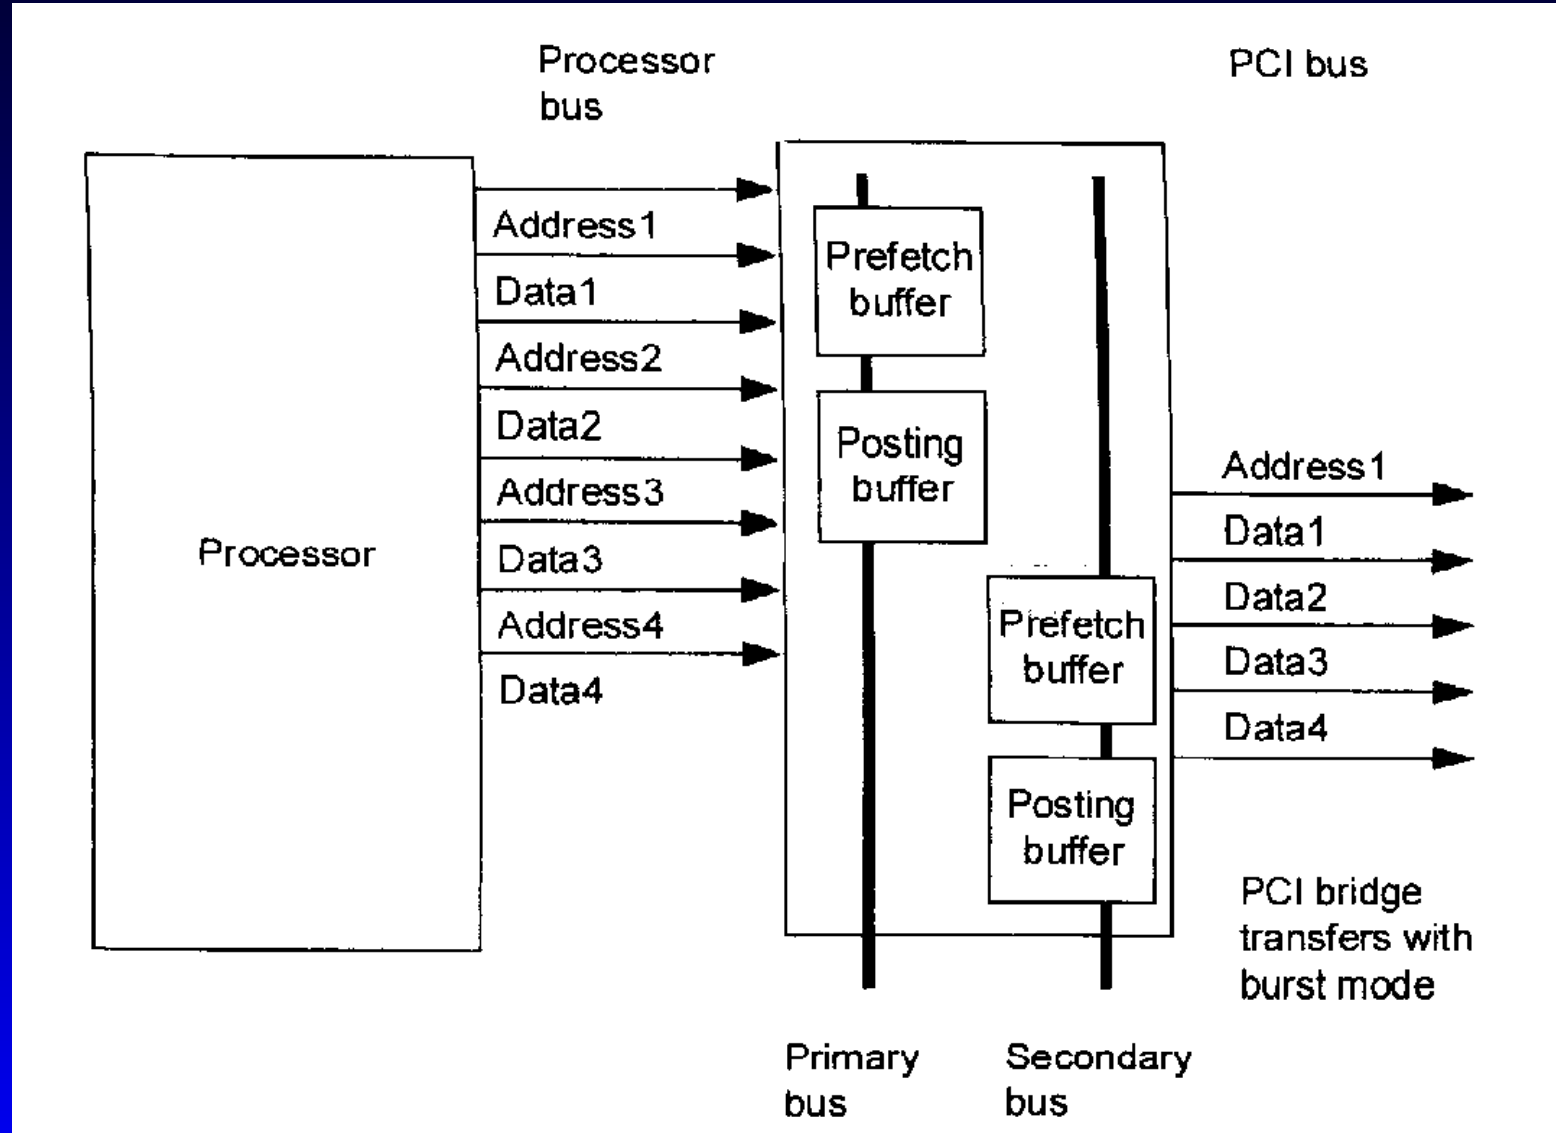 Processor
bus
PCI bus
Processor
Address1
Data1
Address2
Data2
Address3
Data3
Address4
Data4
Prefetch
buffer
Posting
buffer
Prefetch
buffer
Posting
buffer
Address1
Data1
Data2
Data3
Data4
PCI bridge
transfers with
burst mode
Primary
bus
Secondary
bus